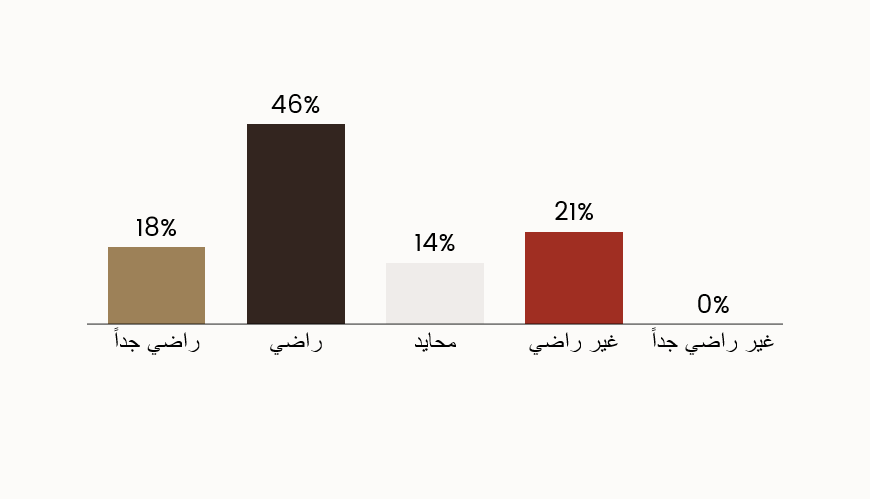 46%
18%
14%
21%
0%
راضي جداً
راضي
محايد
غير راضي
غير راضي جداً